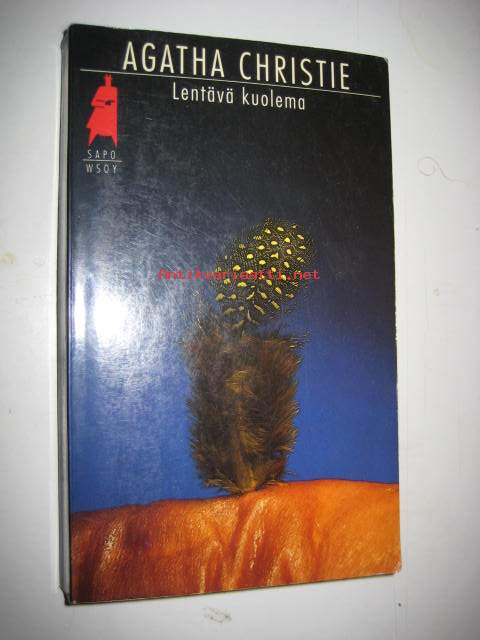 AGATHA CHRISTIE
Lentävä kuolema
SAPO
WSOY
Antikvariaatti.net